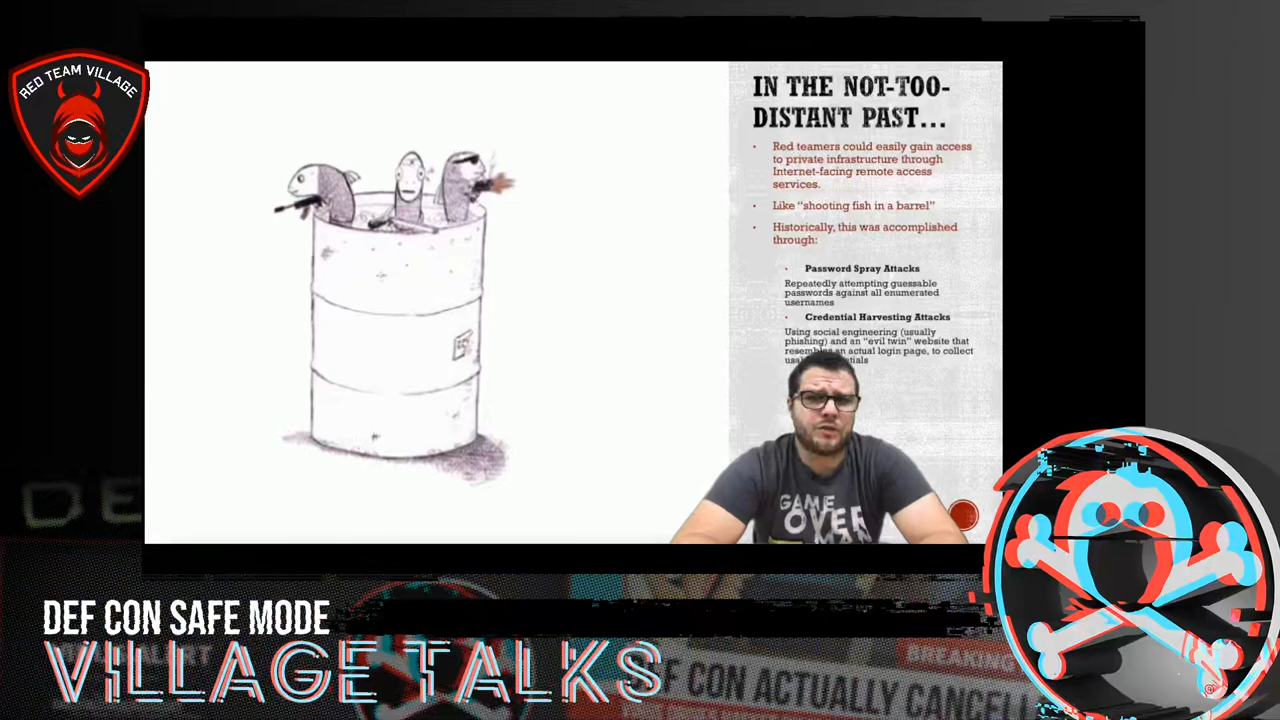 RED TEAM VILLAGE
IN THE NOT-TOO-
DISTANT PAST...
• Red teamers could easily gain access
to private infrastructure through
Internet-facing remote access
services.
• Like “shooting fish in a barrel”
• Historically, this was accomplished
through:
• Password Spray Attacks
Repeatedly attempting guessable
passwords against all enumerated
usernames
• Credential Harvesting Attacks
Using social engineering (usually
phishing) and an “evil twin” website that
resembles an actual login page, to collect
GAME
OVER
MAN
DEF CON SAFE MODE
VILLAGE TALKS
BREAKIN
DEF CON ACTUALLY CANCELL